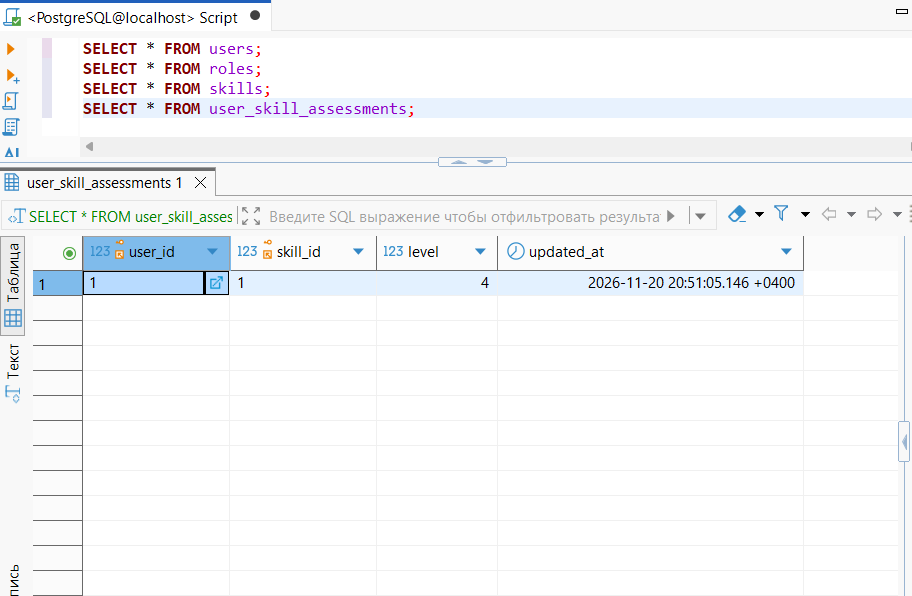 <PostgreSQL@localhost> Script
SELECT * FROM users;
SELECT * FROM roles;
SELECT * FROM skills;
SELECT * FROM user_skill_assessments;
user_skill_assessments 1
SELECT * FROM user_skill_asses Введите SQL выражение чтобы отфильтровать результа
123 user_id 123 skill_id 123 level updated_at
1 1 1 4 2026-11-20 20:51:05.146 +0400
Таблица
Текст
пись